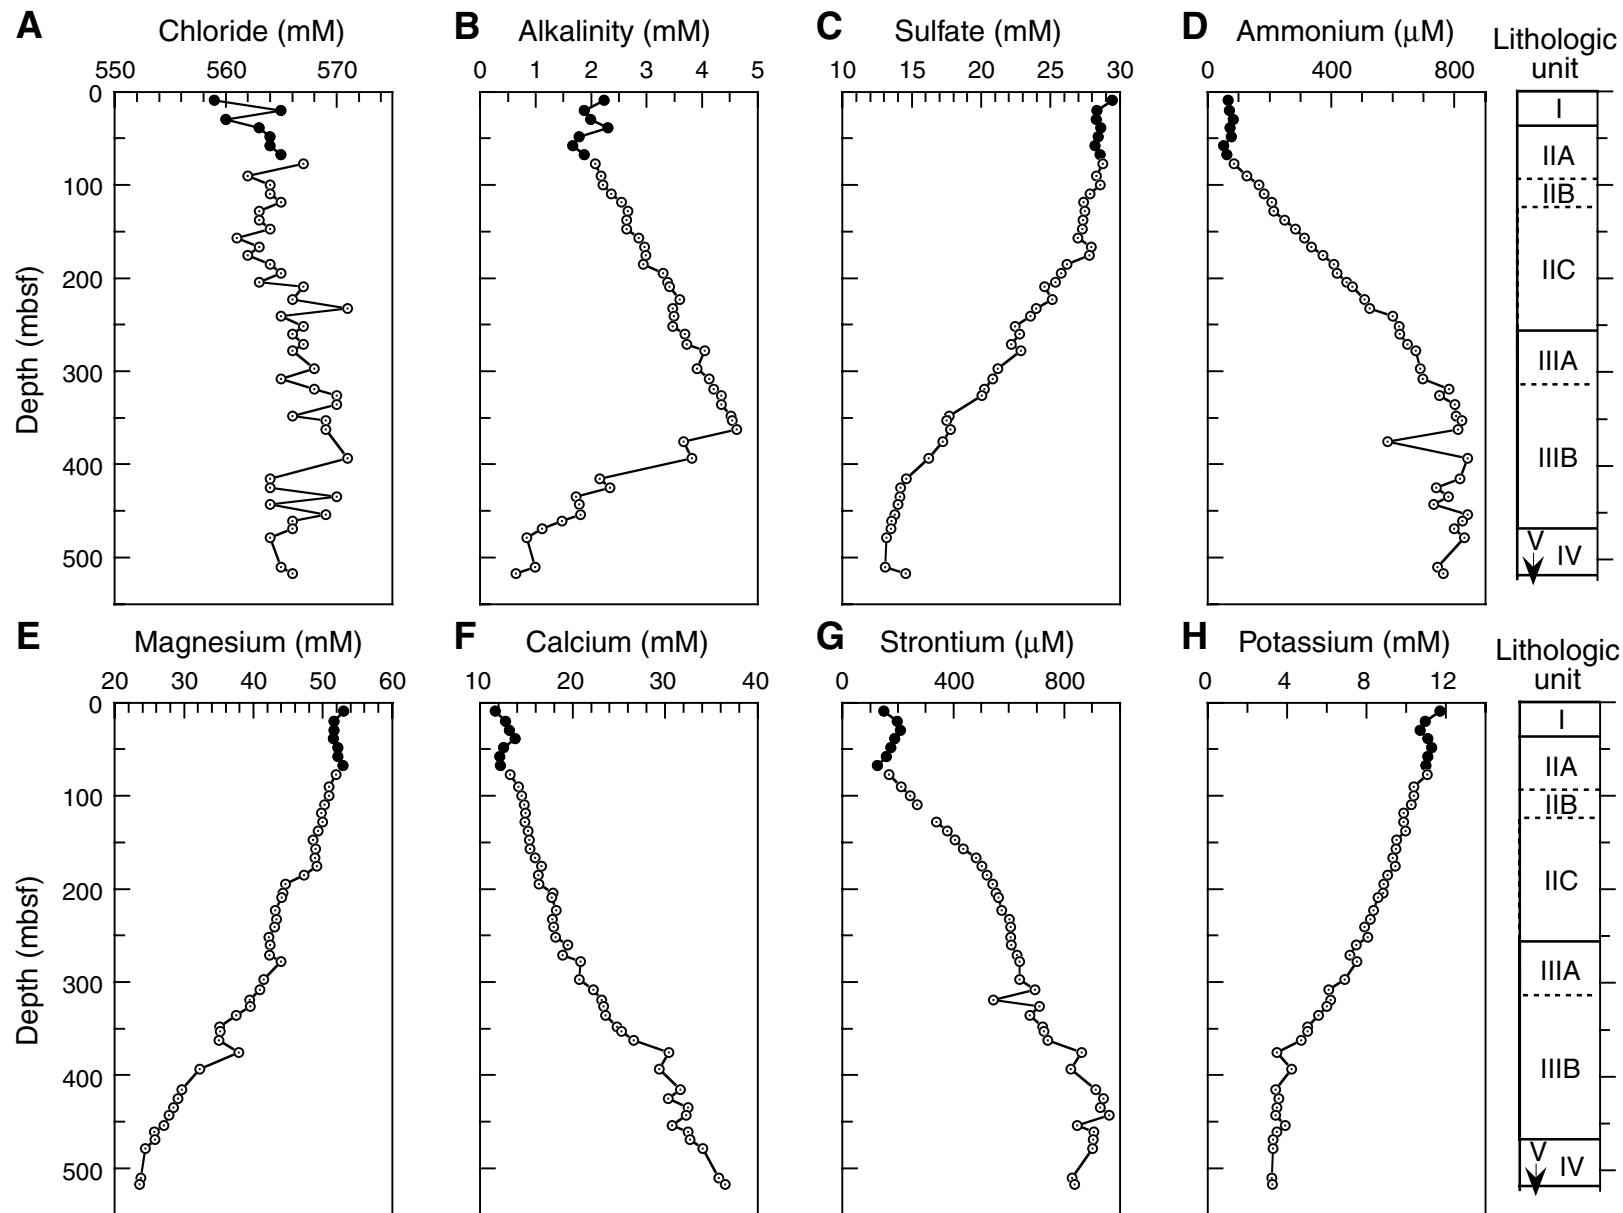 A Chloride (mM) B Alkalinity (mM) C Sulfate (mM) D Ammonium (μM) Lithologic unit
550 560 570 0 1 2 3 4 5 10 15 20 25 30 0 400 800
0
100
200
300
400
500
Depth (mbsf)
I
IIA
IIB
IIC
IIIA
IIIB
V IV
E Magnesium (mM) F Calcium (mM) G Strontium (μM) H Potassium (mM) Lithologic unit
20 30 40 50 60 10 20 30 40 0 400 800 0 4 8 12
0
100
200
300
400
500
Depth (mbsf)
I
IIA
IIB
IIC
IIIA
IIIB
V IV